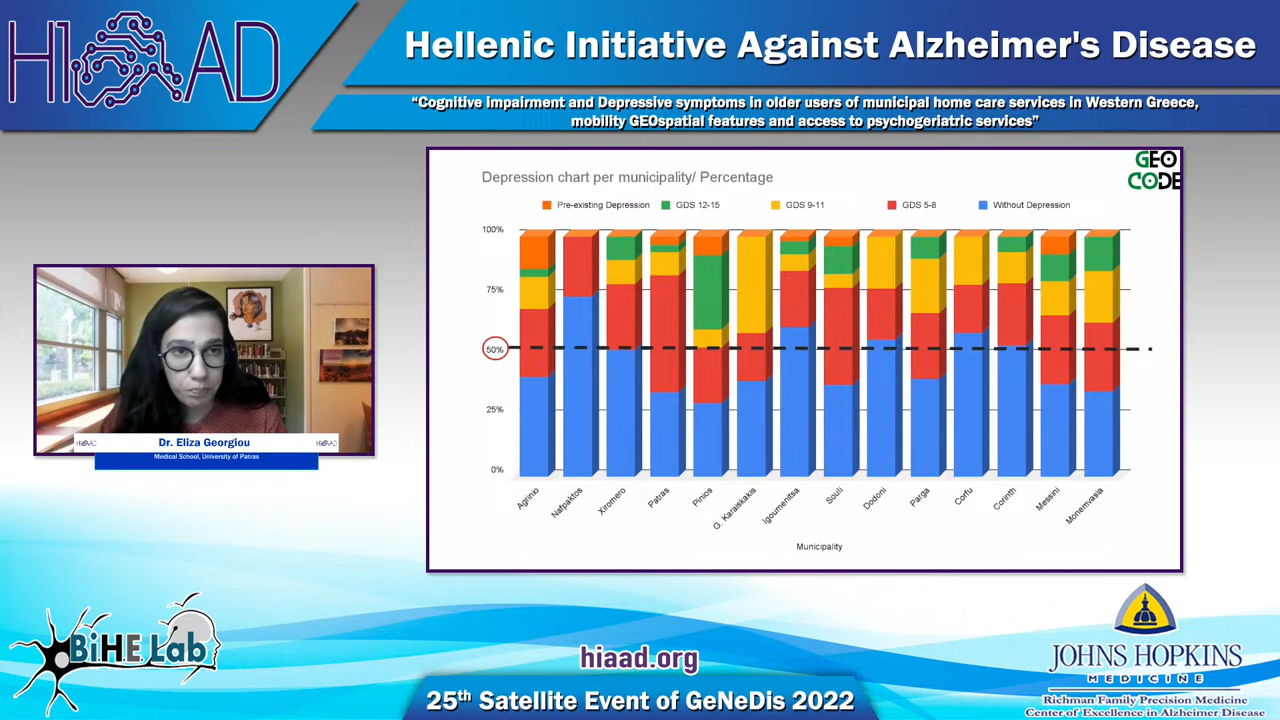 HIAAD
Hellenic Initiative Against Alzheimer's Disease
“Cognitive impairment and Depressive symptoms in older users of municipal home care services in Western Greece,
mobility GEOspatial features and access to psychogeriatric services”
GEO
CODE
Depression chart per municipality/ Percentage
Pre-existing Depression GDS 12-15 GDS 9-11 GDS 5-8 Without Depression
100%
75%
50%
25%
0%
Agrinio
Nafpaktos
Xiromero
Patras
Pinios
G. Karaiskakis
Igoumenitsa
Souli
Dodoni
Parga
Corfu
Corinth
Messini
Monemvasia
Municipality
HIAAD Dr. Eliza Georgiou HIAAD
Medical School, University of Patras
BiHE Lab
hiaad.org
25th Satellite Event of GeNeDis 2022
JOHNS HOPKINS
MEDICINE
Richman Family Precision Medicine
Center of Excellence in Alzheimer Disease